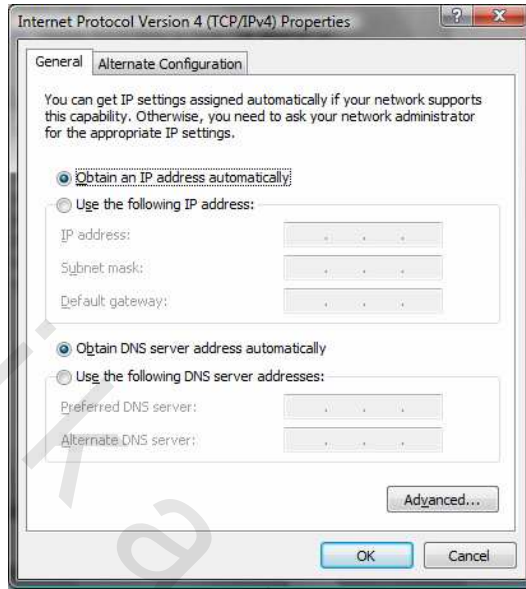 Internet Protocol Version 4 (TCP/IPv4) Properties
General
Alternate Configuration
You can get IP settings assigned automatically if your network supports
this capability. Otherwise, you need to ask your network administrator
for the appropriate IP settings.
Obtain an IP address automatically
Use the following IP address:
IP address:
Subnet mask:
Default gateway:
Obtain DNS server address automatically
Use the following DNS server addresses:
Preferred DNS server:
Alternate DNS server:
Advanced...
OK
Cancel